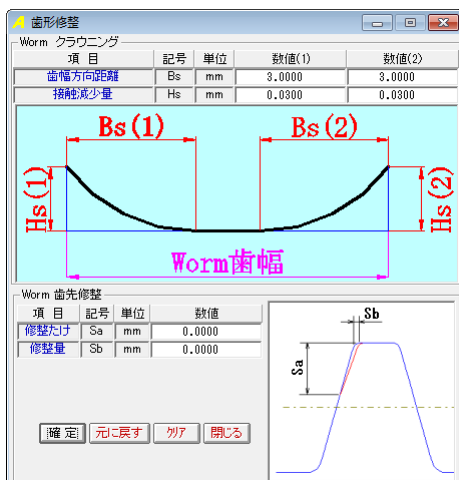 歯形修整
Worm クラウニング
項 目 記号 単位 数値(1) 数値(2)
歯幅方向距離 Bs mm 3.0000 3.0000
接触減少量 Hs mm 0.0300 0.0300
Bs(1) Bs(2)
Hs(1) Hs(2)
Worm歯幅
Worm 歯先修整
項 目 記号 単位 数値
修整たけ Sa mm 0.0000
修整量 Sb mm 0.0000
Sb
Sa
確 定 元に戻す クリア 閉じる